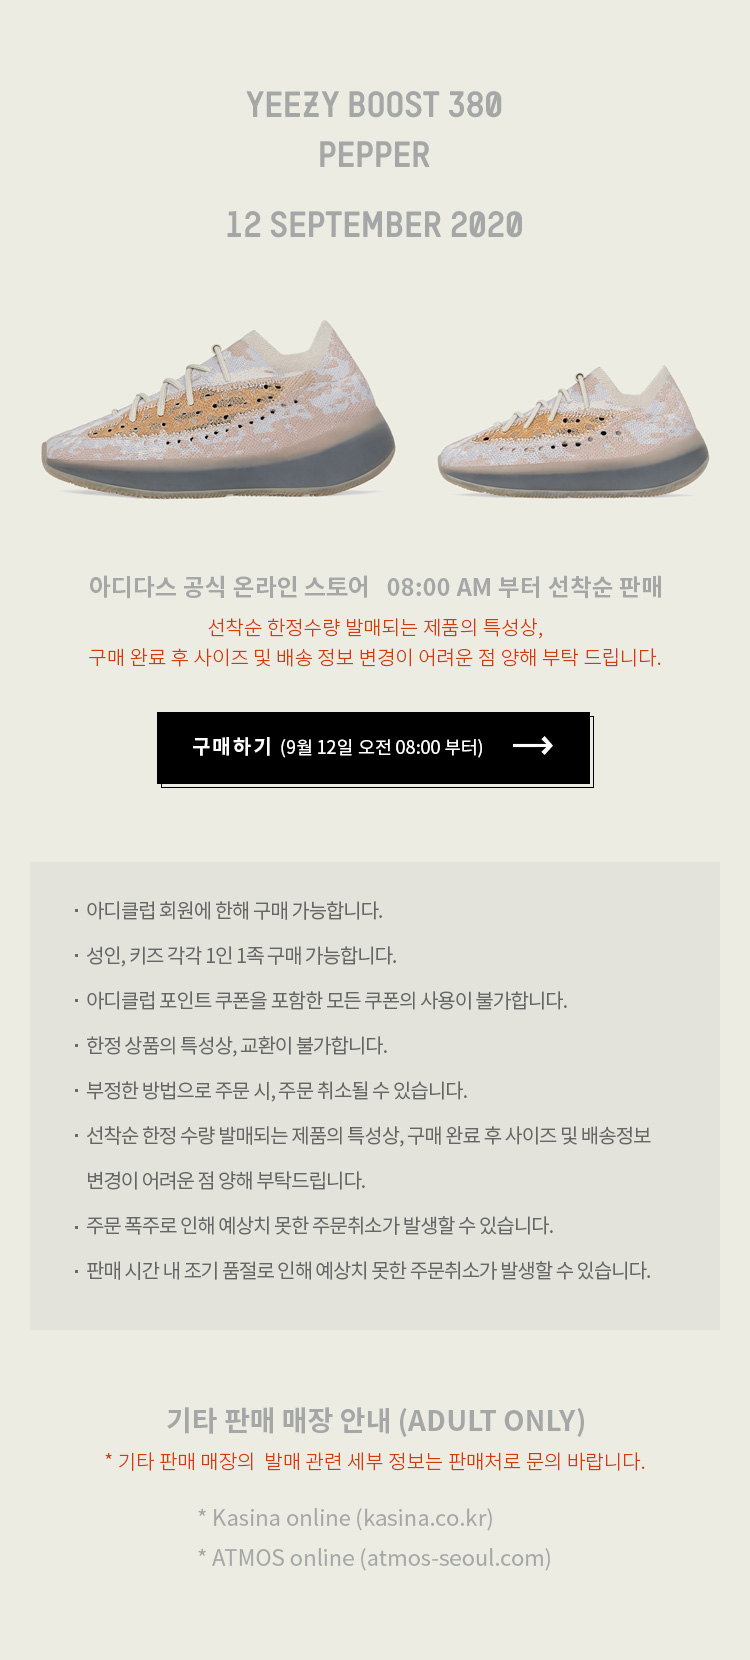 YEEZY BOOST 380
PEPPER
12 SEPTEMBER 2020
아디다스 공식 온라인 스토어 08:00 AM 부터 선착순 판매
선착순 한정수량 발매되는 제품의 특성상,
구매 완료 후 사이즈 및 배송 정보 변경이 어려운 점 양해 부탁 드립니다.
구매하기 (9월 12일 오전 08:00 부터)
· 아디클럽 회원에 한해 구매 가능합니다.
· 성인, 키즈 각각 1인 1족 구매 가능합니다.
· 아디클럽 포인트 쿠폰을 포함한 모든 쿠폰의 사용이 불가합니다.
· 한정 상품의 특성상, 교환이 불가합니다.
· 부정한 방법으로 주문 시, 주문 취소될 수 있습니다.
· 선착순 한정 수량 발매되는 제품의 특성상, 구매 완료 후 사이즈 및 배송정보
변경이 어려운 점 양해 부탁드립니다.
· 주문 폭주로 인해 예상치 못한 주문취소가 발생할 수 있습니다.
· 판매 시간 내 조기 품절로 인해 예상치 못한 주문취소가 발생할 수 있습니다.
기타 판매 매장 안내 (ADULT ONLY)
* 기타 판매 매장의 발매 관련 세부 정보는 판매처로 문의 바랍니다.
* Kasina online (kasina.co.kr)
* ATMOS online (atmos-seoul.com)